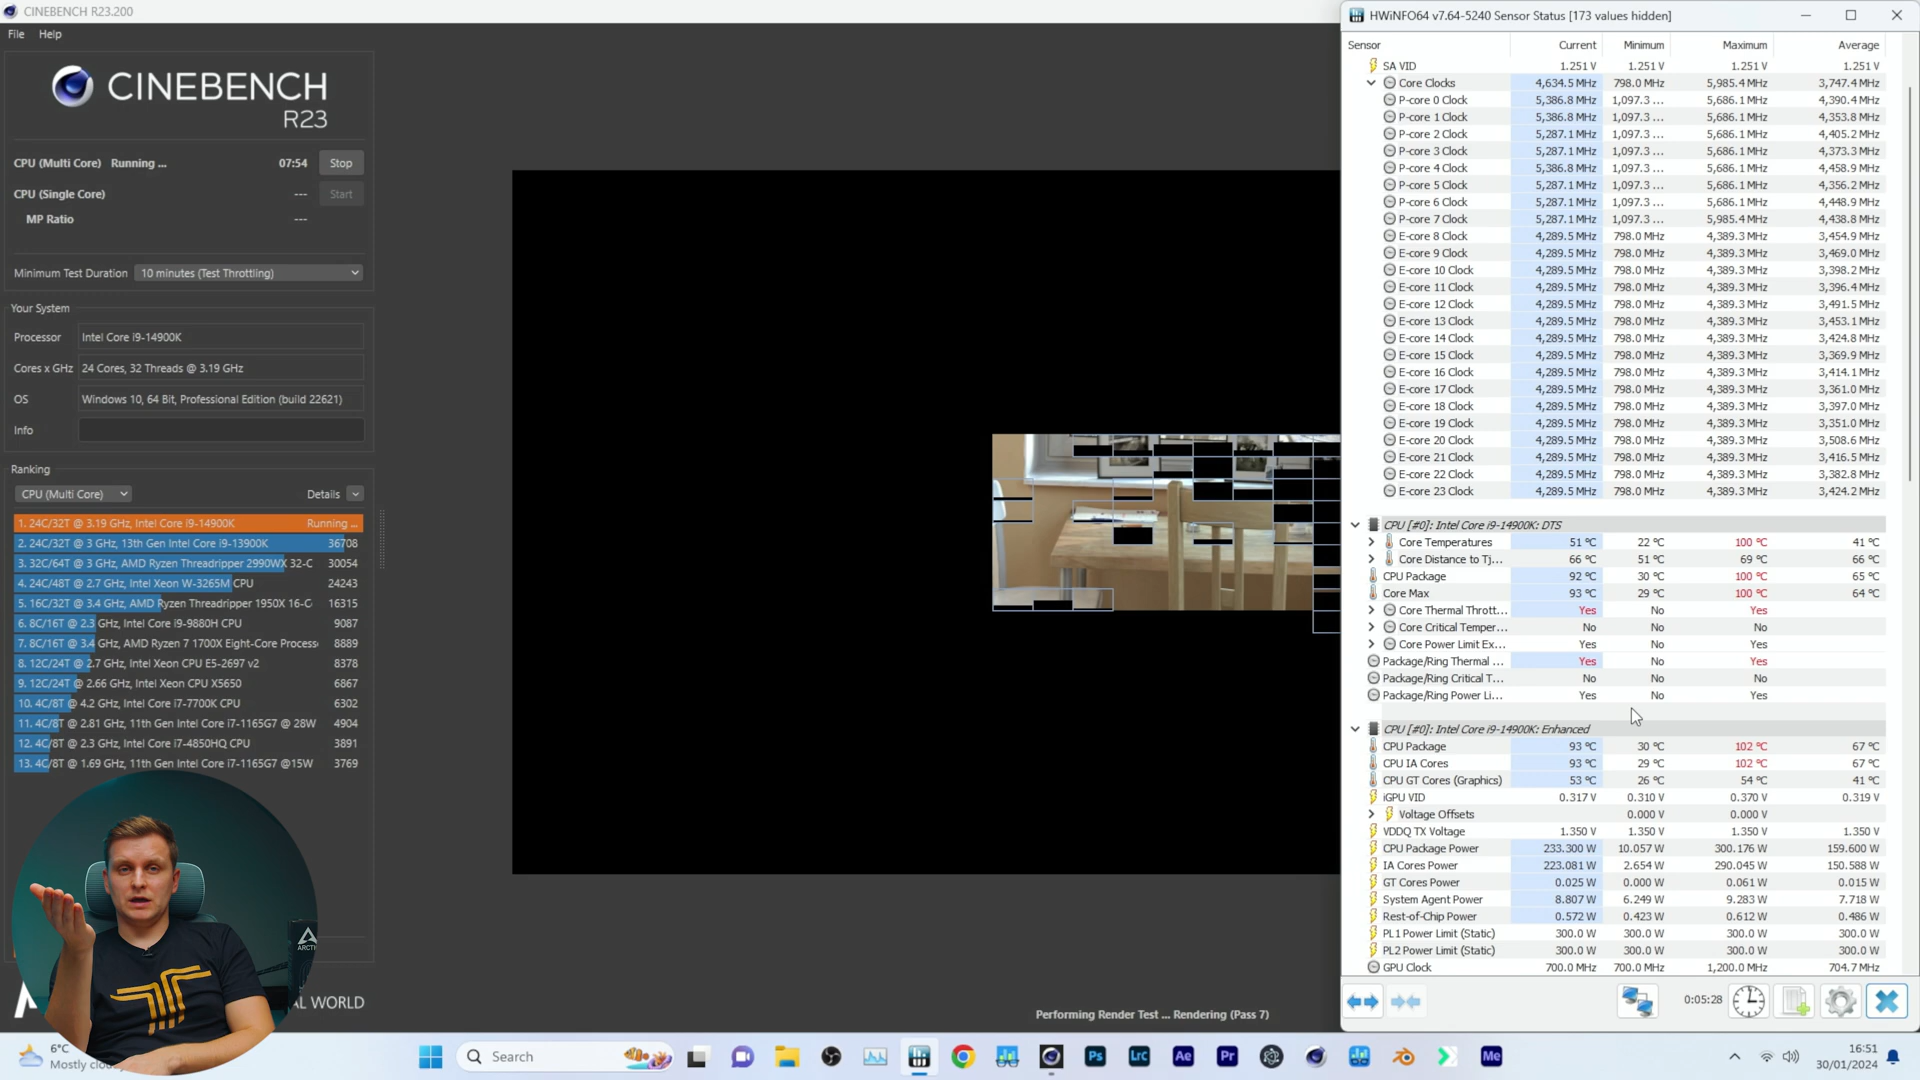 CINEBENCH R23.200
File Help
CINEBENCH
R23
CPU (Multi Core) Running ... 07:54 Stop
CPU (Single Core) --- Start
MP Ratio ---
Minimum Test Duration 10 minutes (Test Throttling)
Your System
Processor Intel Core i9-14900K
Cores x GHz 24 Cores, 32 Threads @ 3.19 GHz
OS Windows 10, 64 Bit, Professional Edition (build 22621)
Info
Ranking
CPU (Multi Core) Details
1. 24C/32T @ 3.19 GHz, Intel Core i9-14900K Running ...
2. 24C/32T @ 3 GHz, 13th Gen Intel Core i9-13900K 36708
3. 32C/64T @ 3 GHz, AMD Ryzen Threadripper 2990WX 32-C 30054
4. 24C/48T @ 2.7 GHz, Intel Xeon W-3265M CPU 24243
5. 16C/32T @ 3.4 GHz, AMD Ryzen Threadripper 1950X 16-C 16315
6. 8C/16T @ 2.3 GHz, Intel Core i9-9880H CPU 9087
7. 8C/16T @ 3.4 GHz, AMD Ryzen 7 1700X Eight-Core Process 8889
8. 12C/24T @ 2.7 GHz, Intel Xeon CPU E5-2697 v2 8378
9. 12C/24T @ 2.66 GHz, Intel Xeon CPU X5650 6867
10. 4C/8T @ 4.2 GHz, Intel Core i7-7700K CPU 6302
11. 4C/8T @ 2.81 GHz, 11th Gen Intel Core i7-1165G7 @ 28W 4904
12. 4C/8T @ 2.3 GHz, Intel Core i7-4850HQ CPU 3891
13. 4C/8T @ 1.69 GHz, 11th Gen Intel Core i7-1165G7 @15W 3769
ARCTIC
AL WORLD
Performing Render Test ... Rendering (Pass 7)
HWiNFO64 v7.64-5240 Sensor Status [173 values hidden]
Sensor Current Minimum Maximum Average
SA VID 1.251 V 1.251 V 1.251 V 1.251 V
Core Clocks 4,634.5 MHz 798.0 MHz 5,985.4 MHz 3,747.4 MHz
P-core 0 Clock 5,386.8 MHz 1,097.3 ... 5,686.1 MHz 4,390.4 MHz
P-core 1 Clock 5,386.8 MHz 1,097.3 ... 5,686.1 MHz 4,353.8 MHz
P-core 2 Clock 5,287.1 MHz 1,097.3 ... 5,686.1 MHz 4,405.2 MHz
P-core 3 Clock 5,287.1 MHz 1,097.3 ... 5,686.1 MHz 4,373.3 MHz
P-core 4 Clock 5,386.8 MHz 1,097.3 ... 5,686.1 MHz 4,458.9 MHz
P-core 5 Clock 5,287.1 MHz 1,097.3 ... 5,686.1 MHz 4,356.2 MHz
P-core 6 Clock 5,287.1 MHz 1,097.3 ... 5,686.1 MHz 4,448.9 MHz
P-core 7 Clock 5,287.1 MHz 1,097.3 ... 5,985.4 MHz 4,438.8 MHz
E-core 8 Clock 4,289.5 MHz 798.0 MHz 4,389.3 MHz 3,454.9 MHz
E-core 9 Clock 4,289.5 MHz 798.0 MHz 4,389.3 MHz 3,469.0 MHz
E-core 10 Clock 4,289.5 MHz 798.0 MHz 4,389.3 MHz 3,398.2 MHz
E-core 11 Clock 4,289.5 MHz 798.0 MHz 4,389.3 MHz 3,396.4 MHz
E-core 12 Clock 4,289.5 MHz 798.0 MHz 4,389.3 MHz 3,491.5 MHz
E-core 13 Clock 4,289.5 MHz 798.0 MHz 4,389.3 MHz 3,453.1 MHz
E-core 14 Clock 4,289.5 MHz 798.0 MHz 4,389.3 MHz 3,424.8 MHz
E-core 15 Clock 4,289.5 MHz 798.0 MHz 4,389.3 MHz 3,369.9 MHz
E-core 16 Clock 4,289.5 MHz 798.0 MHz 4,389.3 MHz 3,414.1 MHz
E-core 17 Clock 4,289.5 MHz 798.0 MHz 4,389.3 MHz 3,361.0 MHz
E-core 18 Clock 4,289.5 MHz 798.0 MHz 4,389.3 MHz 3,397.0 MHz
E-core 19 Clock 4,289.5 MHz 798.0 MHz 4,389.3 MHz 3,351.0 MHz
E-core 20 Clock 4,289.5 MHz 798.0 MHz 4,389.3 MHz 3,508.6 MHz
E-core 21 Clock 4,289.5 MHz 798.0 MHz 4,389.3 MHz 3,416.5 MHz
E-core 22 Clock 4,289.5 MHz 798.0 MHz 4,389.3 MHz 3,382.8 MHz
E-core 23 Clock 4,289.5 MHz 798.0 MHz 4,389.3 MHz 3,424.2 MHz
CPU [#0]: Intel Core i9-14900K: DTS
Core Temperatures 51 °C 22 °C 100 °C 41 °C
Core Distance to Tj... 66 °C 51 °C 69 °C 66 °C
CPU Package 92 °C 30 °C 100 °C 65 °C
Core Max 93 °C 29 °C 100 °C 64 °C
Core Thermal Thrott... Yes No Yes
Core Critical Temper... No No No
Core Power Limit Ex... Yes No Yes
Package/Ring Thermal ... Yes No Yes
Package/Ring Critical T... No No No
Package/Ring Power Li... Yes No Yes
CPU [#0]: Intel Core i9-14900K: Enhanced
CPU Package 93 °C 30 °C 102 °C 67 °C
CPU IA Cores 93 °C 29 °C 102 °C 67 °C
CPU GT Cores (Graphics) 53 °C 26 °C 54 °C 41 °C
iGPU VID 0.317 V 0.310 V 0.370 V 0.319 V
Voltage Offsets 0.000 V 0.000 V
VDDQ TX Voltage 1.350 V 1.350 V 1.350 V 1.350 V
CPU Package Power 233.300 W 10.057 W 300.176 W 159.600 W
IA Cores Power 223.081 W 2.654 W 290.045 W 150.588 W
GT Cores Power 0.025 W 0.000 W 0.061 W 0.015 W
System Agent Power 8.807 W 6.249 W 9.283 W 7.718 W
Rest-of-Chip Power 0.572 W 0.423 W 0.612 W 0.486 W
PL1 Power Limit (Static) 300.0 W 300.0 W 300.0 W 300.0 W
PL2 Power Limit (Static) 300.0 W 300.0 W 300.0 W 300.0 W
GPU Clock 700.0 MHz 700.0 MHz 1,200.0 MHz 704.7 MHz
0:05:28
6°C
Mostly clou
Search
Ps Lrc Ae Pr Me
16:51
30/01/2024